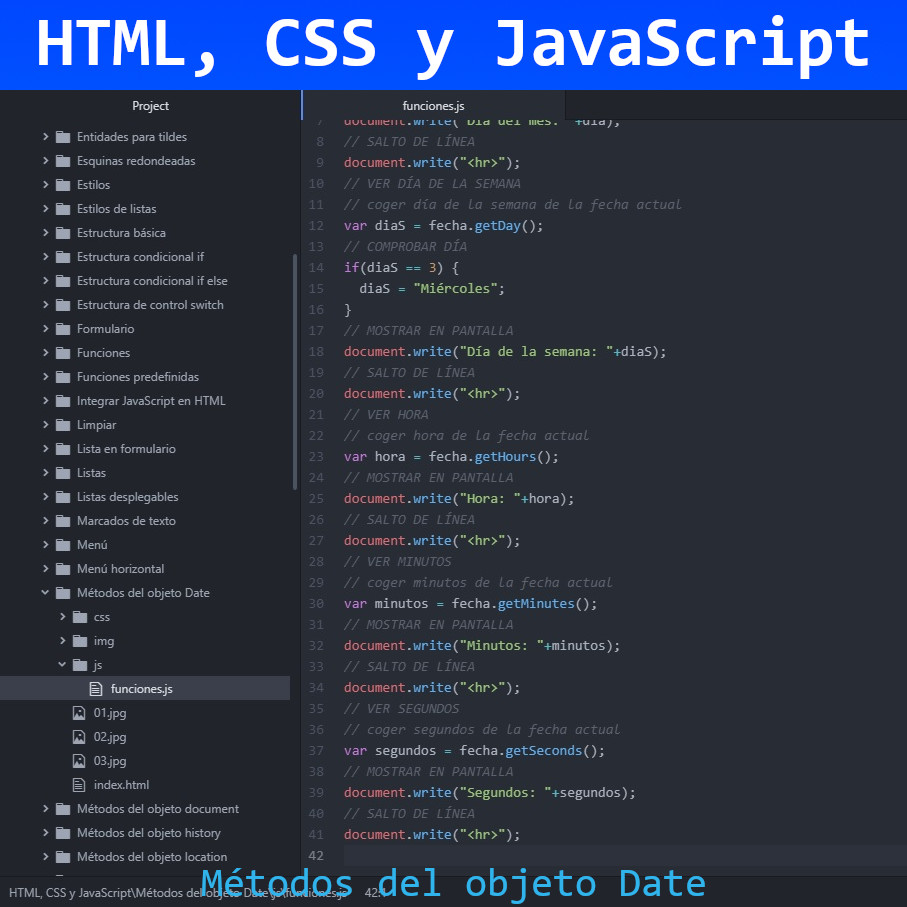 HTML, CSS y JavaScript
Project
Entidades para tildes
Esquinas redondeadas
Estilos
Estilos de listas
Estructura básica
Estructura condicional if
Estructura condicional if else
Estructura de control switch
Formulario
Funciones
Funciones predefinidas
Integrar JavaScript en HTML
Limpiar
Lista en formulario
Listas
Listas desplegables
Marcados de texto
Menú
Menú horizontal
Métodos del objeto Date
css
img
js
funciones.js
01.jpg
02.jpg
03.jpg
index.html
Métodos del objeto document
Métodos del objeto history
Métodos del objeto location
funciones.js
7 document.write("Día del mes: "+dia);
8 // SALTO DE LÍNEA
9 document.write("<hr>");
10 // VER DÍA DE LA SEMANA
11 // coger día de la semana de la fecha actual
12 var diaS = fecha.getDay();
13 // COMPROBAR DÍA
14 if(diaS == 3) {
15 diaS = "Miércoles";
16 }
17 // MOSTRAR EN PANTALLA
18 document.write("Día de la semana: "+diaS);
19 // SALTO DE LÍNEA
20 document.write("<hr>");
21 // VER HORA
22 // coger hora de la fecha actual
23 var hora = fecha.getHours();
24 // MOSTRAR EN PANTALLA
25 document.write("Hora: "+hora);
26 // SALTO DE LÍNEA
27 document.write("<hr>");
28 // VER MINUTOS
29 // coger minutos de la fecha actual
30 var minutos = fecha.getMinutes();
31 // MOSTRAR EN PANTALLA
32 document.write("Minutos: "+minutos);
33 // SALTO DE LÍNEA
34 document.write("<hr>");
35 // VER SEGUNDOS
36 // coger segundos de la fecha actual
37 var segundos = fecha.getSeconds();
38 // MOSTRAR EN PANTALLA
39 document.write("Segundos: "+segundos);
40 // SALTO DE LÍNEA
41 document.write("<hr>");
42
HTML, CSS y JavaScript\Métodos del objeto Date\js\funciones.js 42:1
Métodos del objeto Date